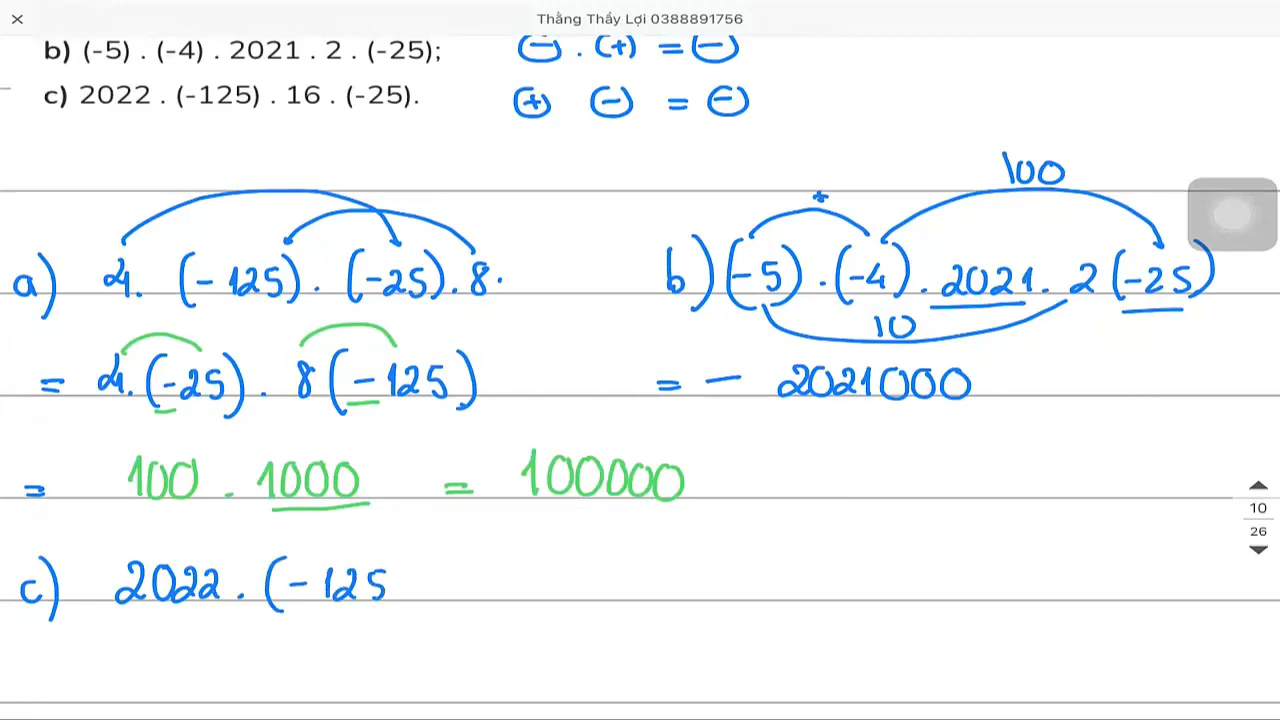 Thằng Thầy Lợi 0388891756
b) (-5) . (-4) . 2021 . 2 . (-25);
(-) . (+) = (-)
c) 2022 . (-125) . 16 . (-25).
(+) (-) = (-)
a) 4. (-125) . (-25) . 8.
= 4. (-25) . 8 (-125)
= 100 . 1000 = 100000
+
100
b) (-5) . (-4) . 2021 . 2 (-25)
10
= - 2021000
10
26
c) 2022 . (-125